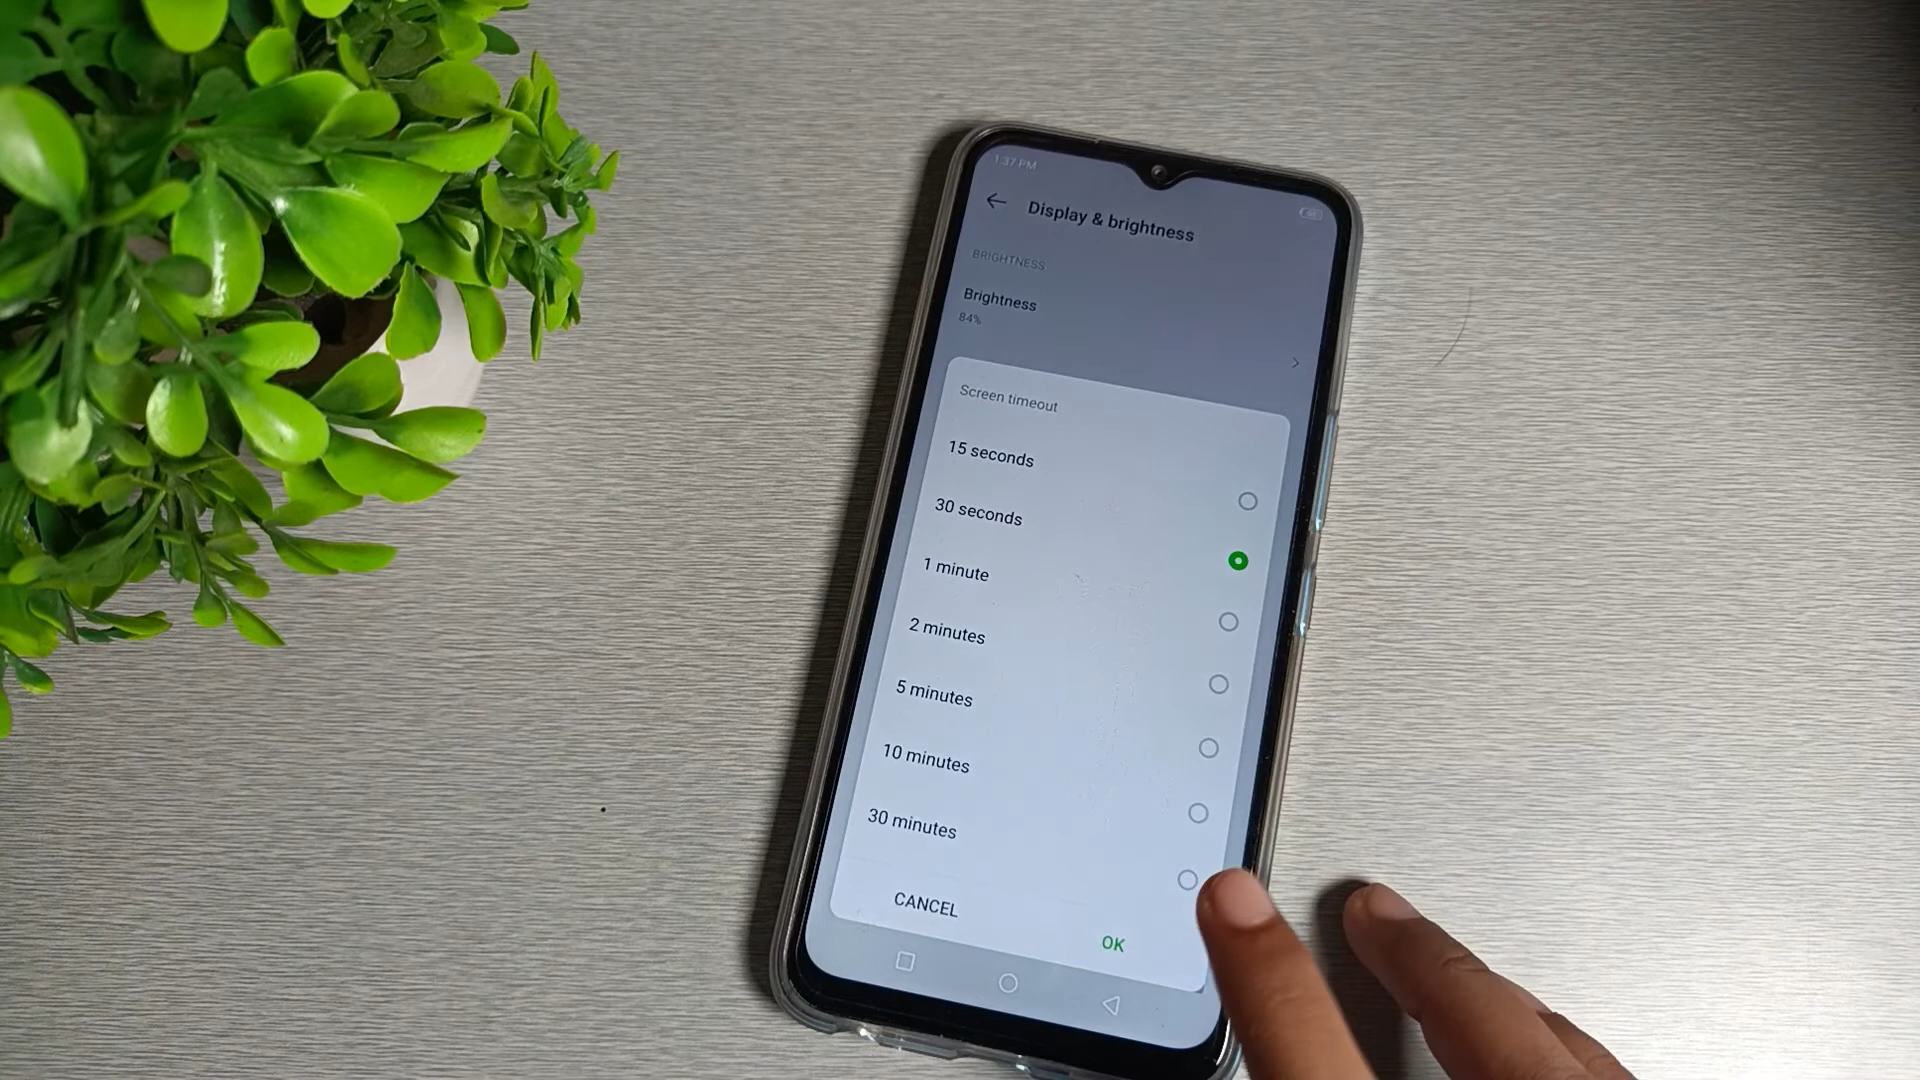 1:37 PM
Display & brightness
BRIGHTNESS
Brightness
84%
Screen timeout
15 seconds
30 seconds
1 minute
2 minutes
5 minutes
10 minutes
30 minutes
CANCEL
OK